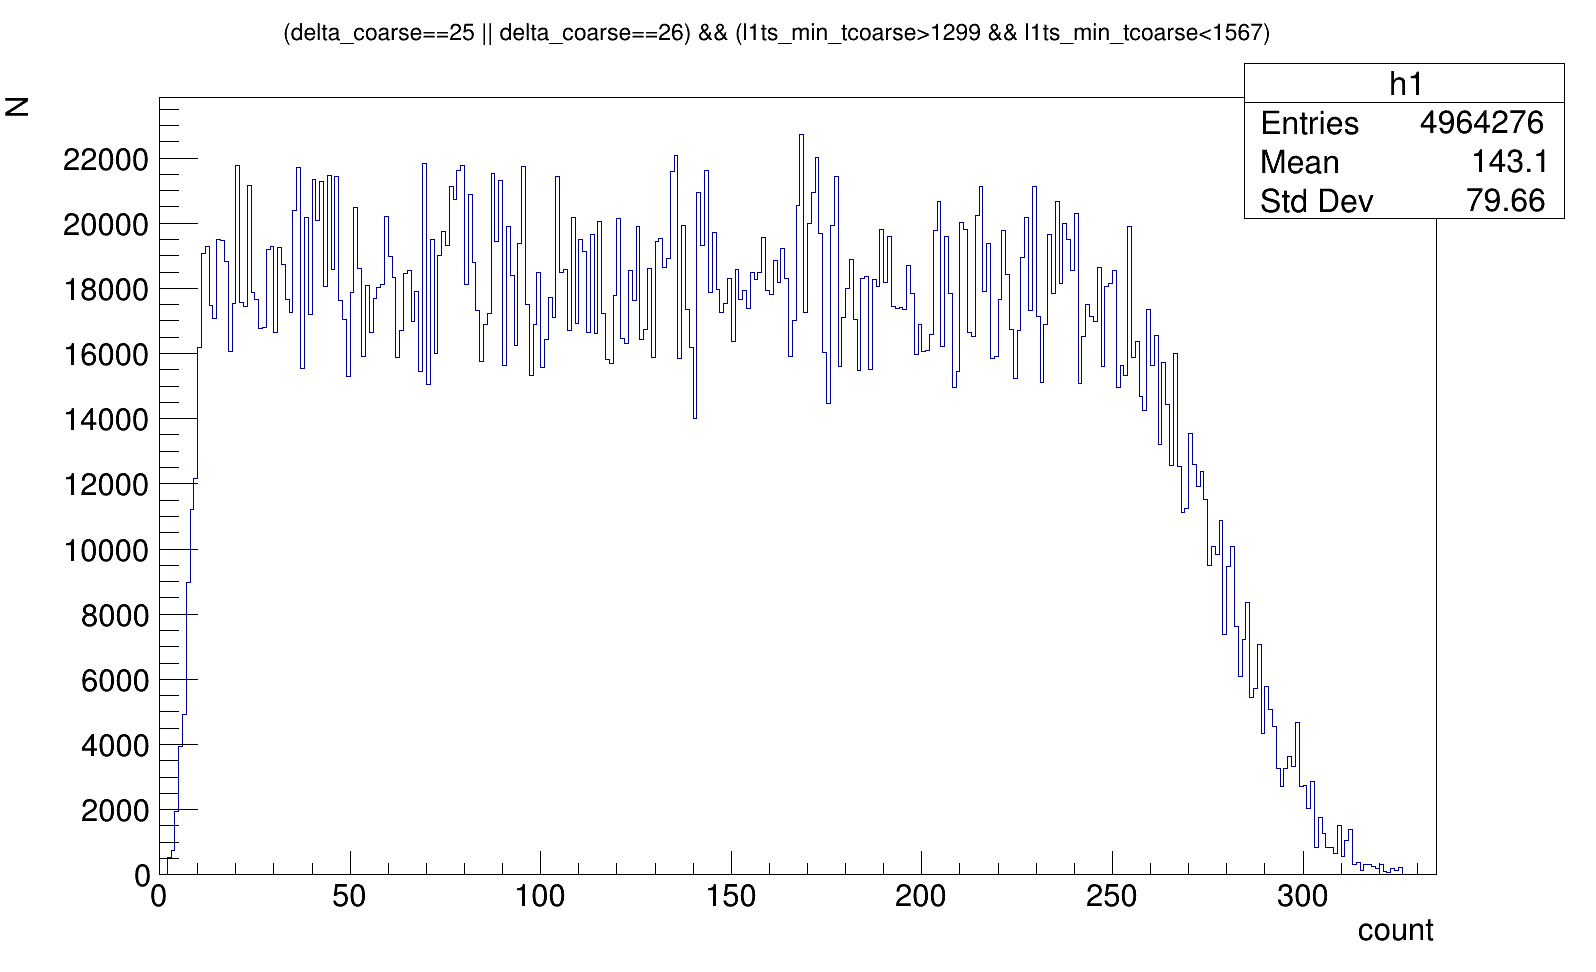 (delta_coarse==25 || delta_coarse==26) && (l1ts_min_tcoarse>1299 && l1ts_min_tcoarse<1567)
h1
Entries 4964276
Mean 143.1
Std Dev 79.66
N
22000
20000
18000
16000
14000
12000
10000
8000
6000
4000
2000
0
0 50 100 150 200 250 300
count